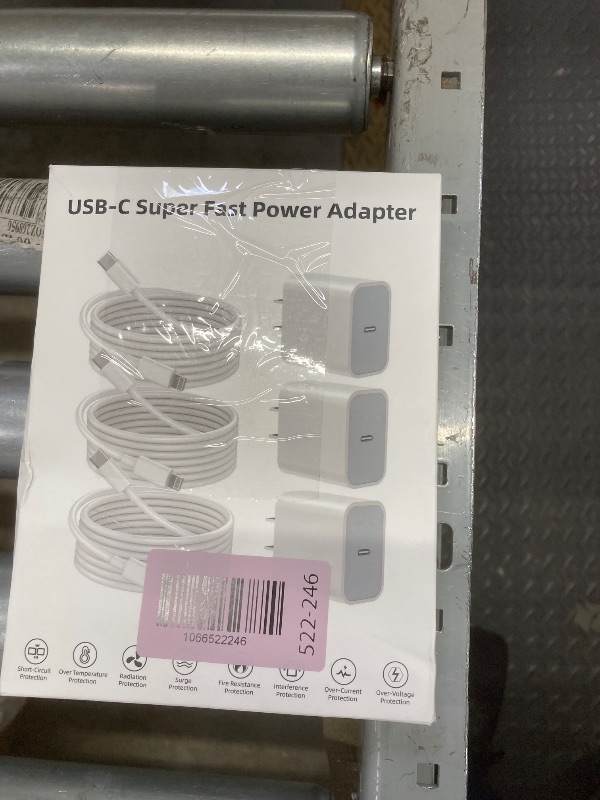 USB-C Super Fast Power Adapter
1066522246
522-246
Short-Circuit
Protection
Over Temperature
Protection
Radiation
Protection
Surge
Protection
Fire Resistance
Protection
Interference
Protection
Over-Current
Protection
Over-Voltage
Protection